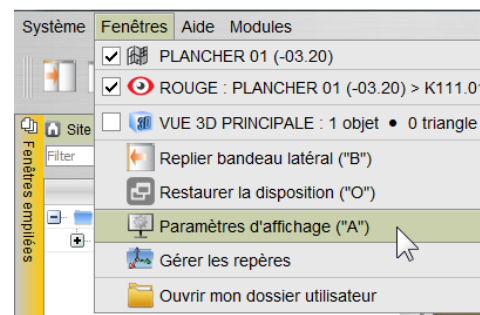 Système Fenêtres Aide Modules
PLANCHER 01 (-03.20)
ROUGE : PLANCHER 01 (-03.20) > K111.01
VUE 3D PRINCIPALE : 1 objet ● 0 triangle
Site
Filter
Fenêtres empilées
Replier bandeau latéral ("B")
Restaurer la disposition ("O")
Paramètres d'affichage ("A")
Gérer les repères
Ouvrir mon dossier utilisateur